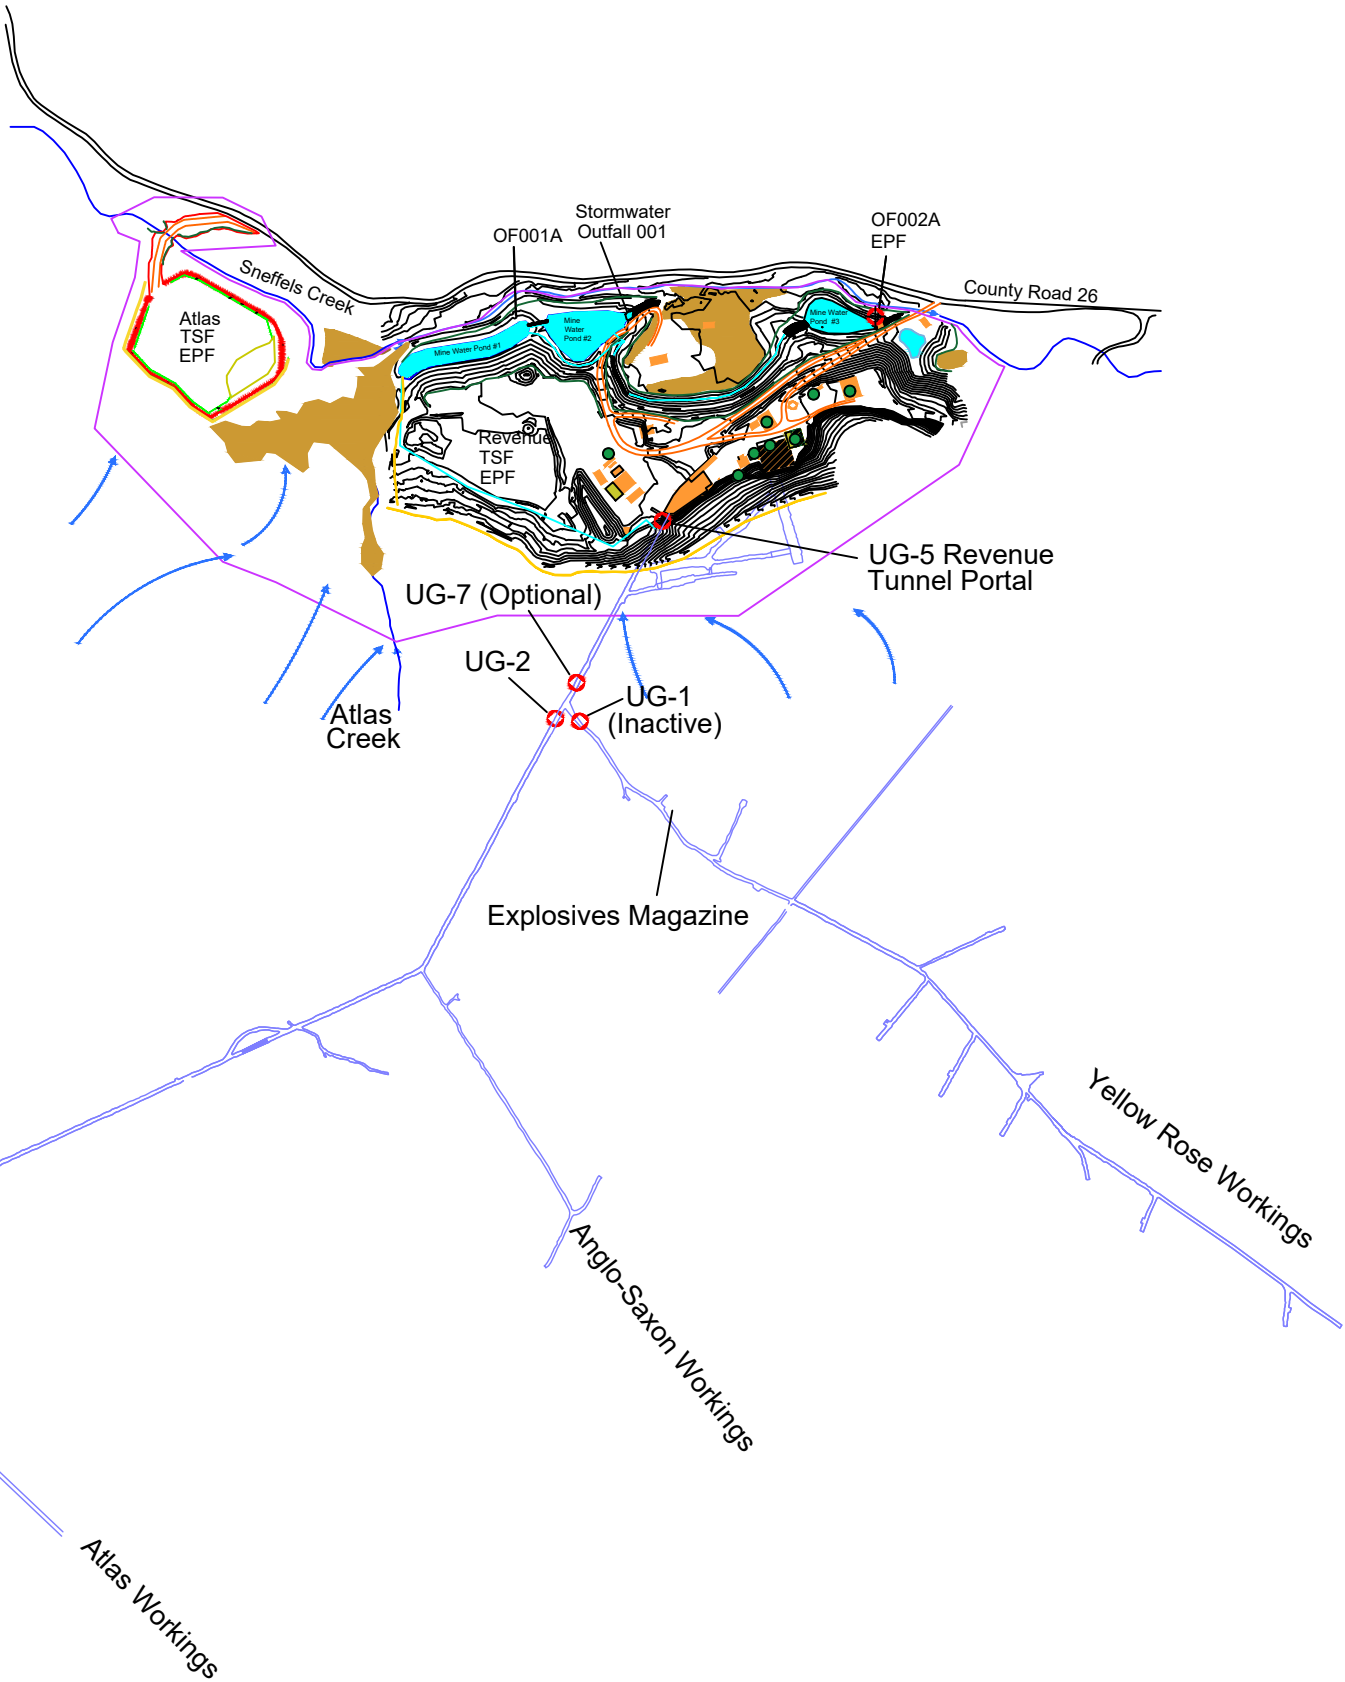 Stormwater
Outfall 001
OF001A
OF002A
EPF
Sneffels Creek
County Road 26
Atlas
TSF
EPF
Mine Water Pond #1
Mine
Water
Pond #2
Mine Water
Pond #3
Revenue
TSF
EPF
UG-5 Revenue
Tunnel Portal
UG-7 (Optional)
UG-2
UG-1
(Inactive)
Atlas
Creek
Explosives Magazine
Yellow Rose Workings
Anglo-Saxon Workings
Atlas Workings